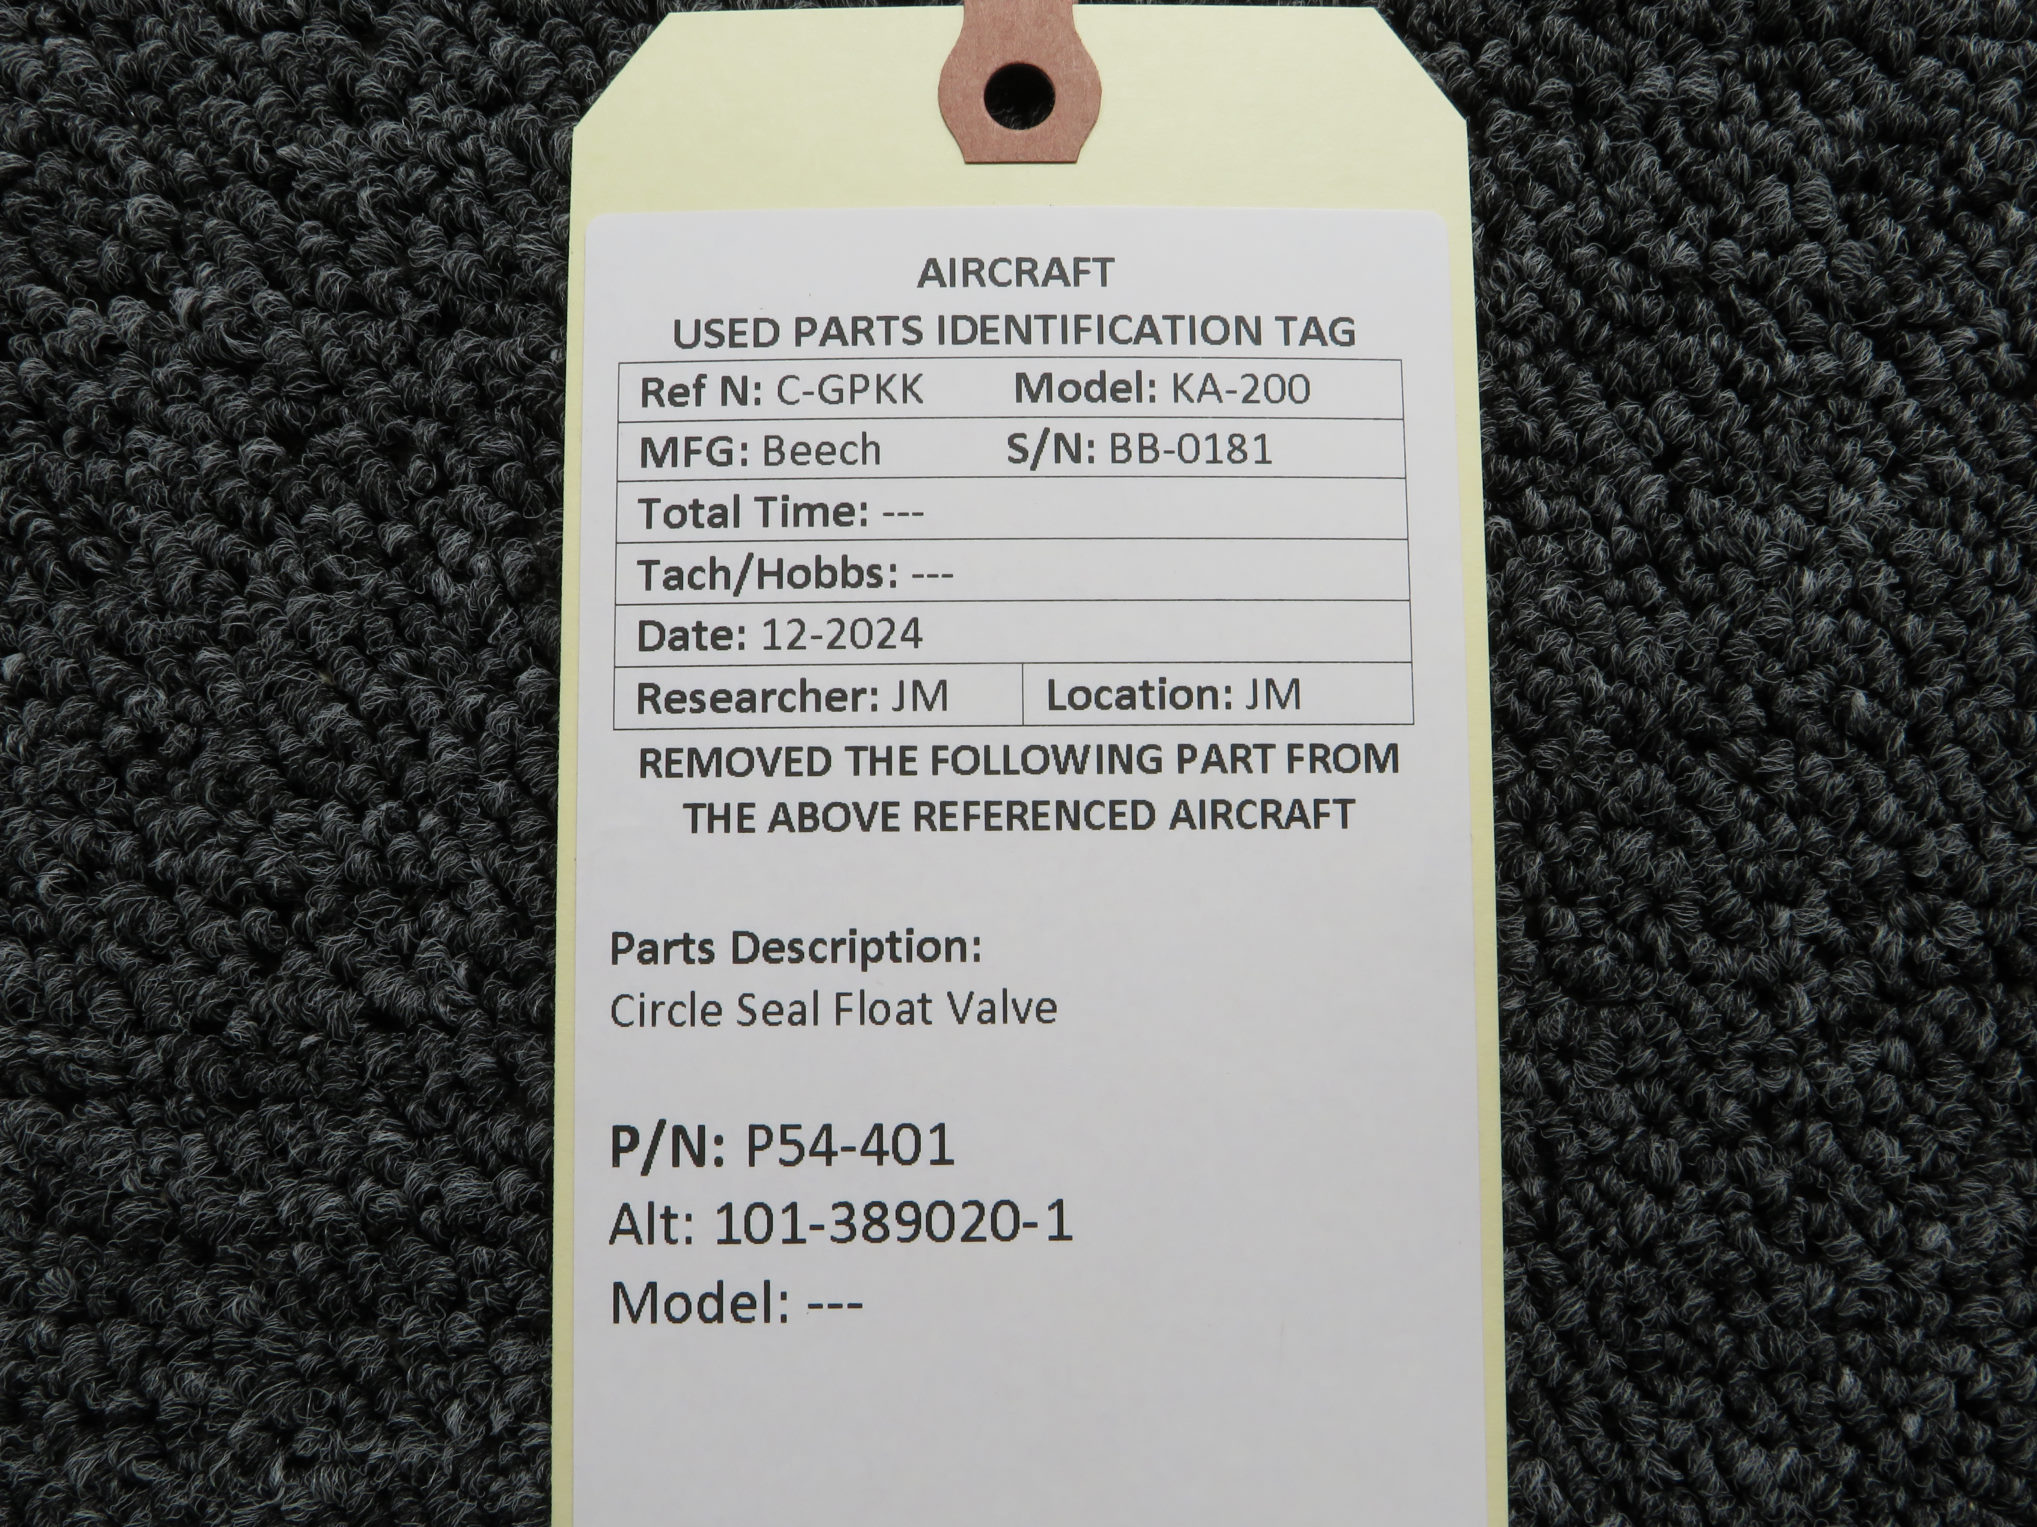 AIRCRAFT
USED PARTS IDENTIFICATION TAG
Ref N: C-GPKK Model: KA-200
MFG: Beech S/N: BB-0181
Total Time: ---
Tach/Hobbs: ---
Date: 12-2024
Researcher: JM Location: JM
REMOVED THE FOLLOWING PART FROM
THE ABOVE REFERENCED AIRCRAFT
Parts Description:
Circle Seal Float Valve
P/N: P54-401
Alt: 101-389020-1
Model: ---